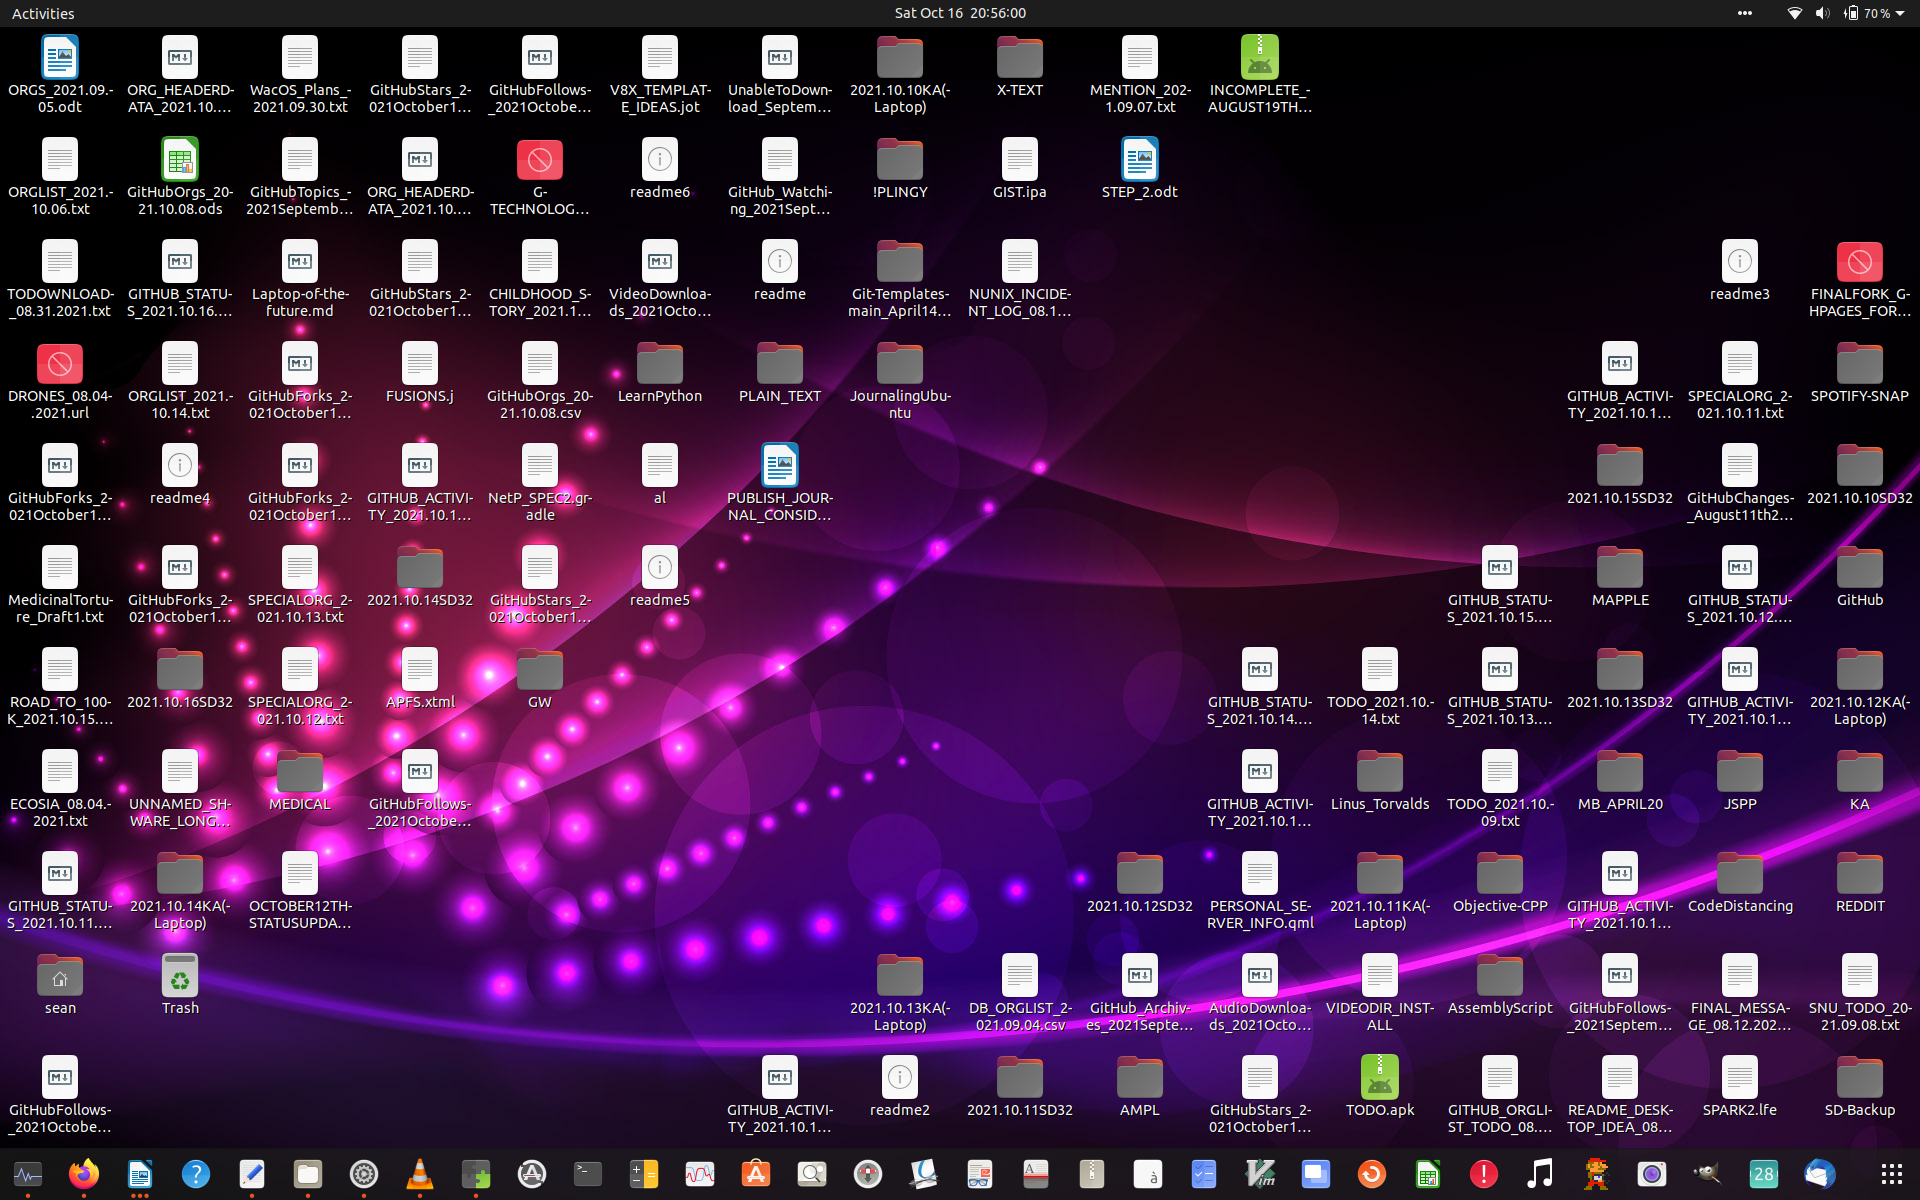 Activities
Sat Oct 16 20:56:00
70 %
ORGS_2021.09.-
05.odt
ORG_HEADERD-
ATA_2021.10....
WacOS_Plans_-
2021.09.30.txt
GitHubStars_2-
021October1...
GitHubFollows-
_2021Octobe...
V8X_TEMPLAT-
E_IDEAS.jot
UnableToDown-
load_Septem...
2021.10.10KA(-
Laptop)
X-TEXT
MENTION_202-
1.09.07.txt
INCOMPLETE_-
AUGUST19TH...
ORGLIST_2021.-
10.06.txt
GitHubOrgs_20-
21.10.08.ods
GitHubTopics_-
2021Septemb...
ORG_HEADERD-
ATA_2021.10....
G-
TECHNOLOG...
readme6
GitHub_Watchi-
ng_2021Sept...
!PLINGY
GIST.ipa
STEP_2.odt
TODOWNLOAD-
_08.31.2021.txt
GITHUB_STATU-
S_2021.10.16....
Laptop-of-the-
future.md
GitHubStars_2-
021October1...
CHILDHOOD_S-
TORY_2021.1...
VideoDownloa-
ds_2021Octo...
readme
Git-Templates-
main_April14...
NUNIX_INCIDE-
NT_LOG_08.1...
readme3
FINALFORK_G-
HPAGES_FOR...
DRONES_08.04-
.2021.url
ORGLIST_2021.-
10.14.txt
GitHubForks_2-
021October1...
FUSIONS.j
GitHubOrgs_20-
21.10.08.csv
LearnPython
PLAIN_TEXT
JournalingUbu-
ntu
GITHUB_ACTIVI-
TY_2021.10.1...
SPECIALORG_2-
021.10.11.txt
SPOTIFY-SNAP
GitHubForks_2-
021October1...
readme4
GitHubForks_2-
021October1...
GITHUB_ACTIVI-
TY_2021.10.1...
NetP_SPEC2.gr-
adle
al
PUBLISH_JOUR-
NAL_CONSID...
2021.10.15SD32
GitHubChanges-
_August11th2...
2021.10.10SD32
MedicinalTortu-
re_Draft1.txt
GitHubForks_2-
021October1...
SPECIALORG_2-
021.10.13.txt
2021.10.14SD32
GitHubStars_2-
021October1...
readme5
GITHUB_STATU-
S_2021.10.15....
MAPPLE
GITHUB_STATU-
S_2021.10.12....
GitHub
ROAD_TO_100-
K_2021.10.15....
2021.10.16SD32
SPECIALORG_2-
021.10.12.txt
APFS.xtml
GW
GITHUB_STATU-
S_2021.10.14....
TODO_2021.10.-
14.txt
GITHUB_STATU-
S_2021.10.13....
2021.10.13SD32
GITHUB_ACTIVI-
TY_2021.10.1...
2021.10.12KA(-
Laptop)
ECOSIA_08.04.-
2021.txt
UNNAMED_SH-
WARE_LONG...
MEDICAL
GitHubFollows-
_2021Octobe...
GITHUB_ACTIVI-
TY_2021.10.1...
Linus_Torvalds
TODO_2021.10.-
09.txt
MB_APRIL20
JSPP
KA
GITHUB_STATU-
S_2021.10.11....
2021.10.14KA(-
Laptop)
OCTOBER12TH-
STATUSUPDA...
2021.10.12SD32
PERSONAL_SE-
RVER_INFO.qml
2021.10.11KA(-
Laptop)
Objective-CPP
GITHUB_ACTIVI-
TY_2021.10.1...
CodeDistancing
REDDIT
sean
Trash
2021.10.13KA(-
Laptop)
DB_ORGLIST_2-
021.09.04.csv
GitHub_Archiv-
es_2021Septe...
AudioDownloa-
ds_2021Octo...
VIDEODIR_INST-
ALL
AssemblyScript
GitHubFollows-
_2021Septem...
FINAL_MESSA-
GE_08.12.202...
SNU_TODO_20-
21.09.08.txt
GitHubFollows-
_2021Octobe...
GITHUB_ACTIVI-
TY_2021.10.1...
readme2
2021.10.11SD32
AMPL
GitHubStars_2-
021October1...
TODO.apk
GITHUB_ORGLI-
ST_TODO_08....
README_DESK-
TOP_IDEA_08...
SPARK2.lfe
SD-Backup
28